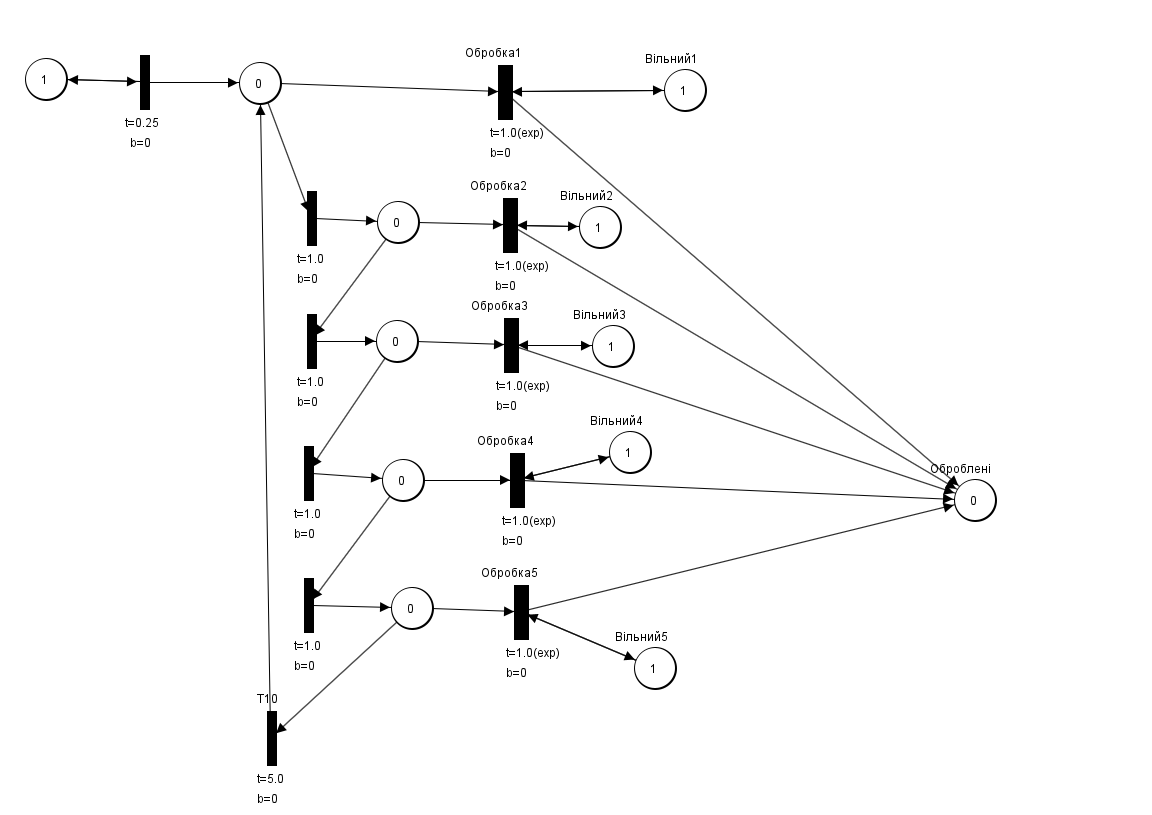 Обробка1
Вільний1
1
0
1
t=0.25
b=0
t=1.0(exp)
b=0
Обробка2
Вільний2
0
1
t=1.0
b=0
t=1.0(exp)
b=0
Обробка3
Вільний3
0
1
t=1.0
b=0
t=1.0(exp)
b=0
Обробка4
Вільний4
1
Оброблені
0
0
t=1.0
b=0
t=1.0(exp)
b=0
Обробка5
0
Вільний5
1
t=1.0
b=0
t=1.0(exp)
b=0
T10
t=5.0
b=0